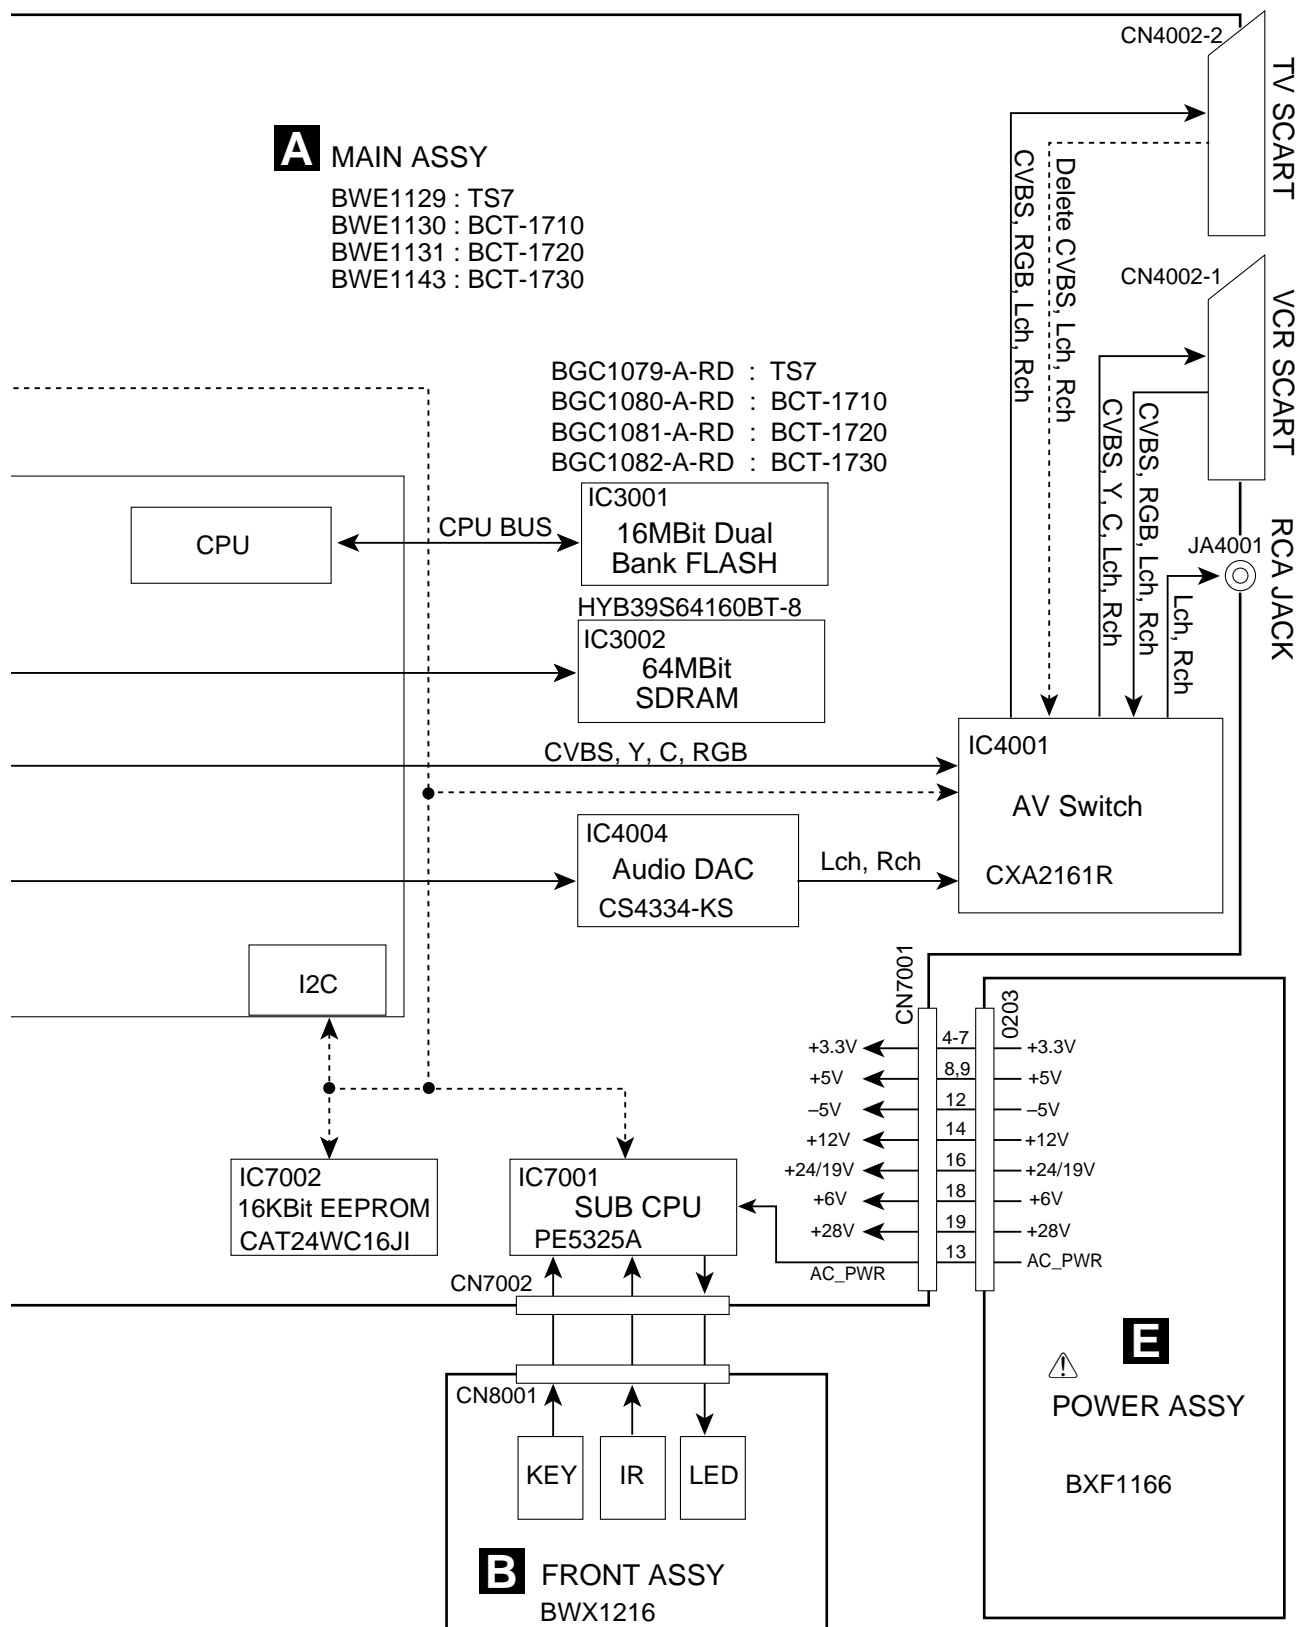 CN4002-2
TV SCART
A MAIN ASSY
BWE1129 : TS7
BWE1130 : BCT-1710
BWE1131 : BCT-1720
BWE1143 : BCT-1730
CVBS, RGB, Lch, Rch
Delete CVBS, Lch, Rch
CN4002-1
VCR SCART
CVBS, Y, C, Lch, Rch
CVBS, RGB, Lch, Rch
BGC1079-A-RD : TS7
BGC1080-A-RD : BCT-1710
BGC1081-A-RD : BCT-1720
BGC1082-A-RD : BCT-1730
CPU
CPU BUS
IC3001
16MBit Dual
Bank FLASH
JA4001
RCA JACK
Lch, Rch
HYB39S64160BT-8
IC3002
64MBit
SDRAM
CVBS, Y, C, RGB
IC4001
AV Switch
CXA2161R
IC4004
Audio DAC
CS4334-KS
Lch, Rch
I2C
CN7001
0203
+3.3V 4-7 +3.3V
+5V 8,9 +5V
–5V 12 –5V
+12V 14 +12V
+24/19V 16 +24/19V
+6V 18 +6V
+28V 19 +28V
AC_PWR 13 AC_PWR
IC7002
16KBit EEPROM
CAT24WC16JI
IC7001
SUB CPU
PE5325A
CN7002
CN8001
KEY
IR
LED
B FRONT ASSY
BWX1216
E
POWER ASSY
BXF1166